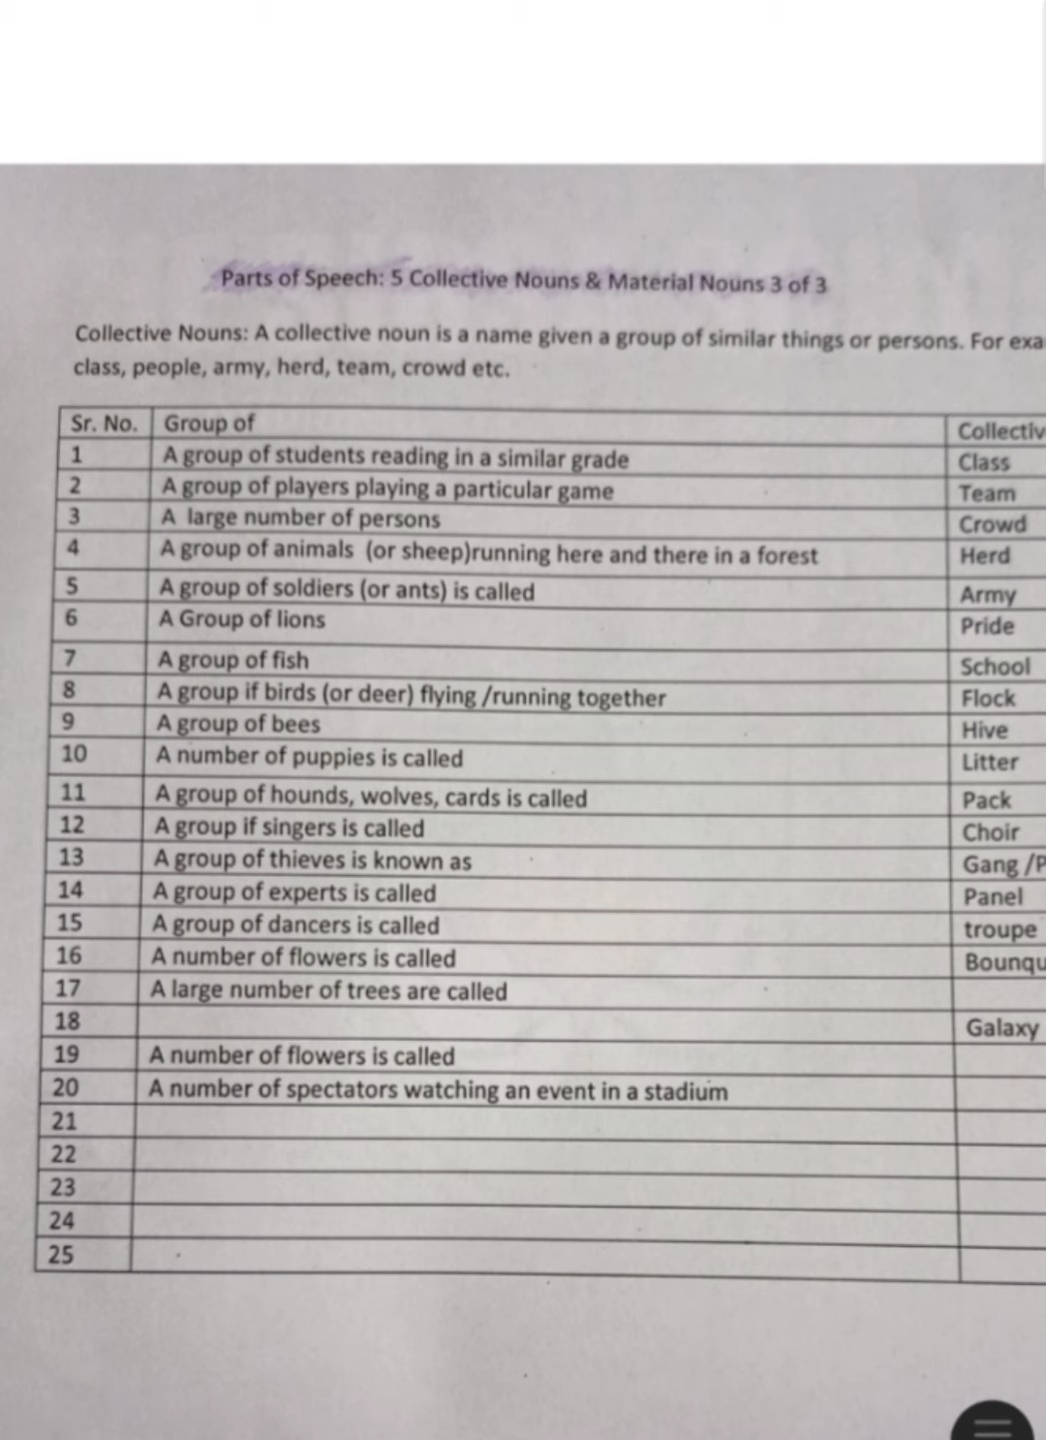 Parts of Speech: 5 Collective Nouns & Material Nouns 3 of 3
Collective Nouns: A collective noun is a name given a group of similar things or persons. For exa
class, people, army, herd, team, crowd etc.
Sr. No. Group of Collectiv
1 A group of students reading in a similar grade Class
2 A group of players playing a particular game Team
3 A large number of persons Crowd
4 A group of animals (or sheep)running here and there in a forest Herd
5 A group of soldiers (or ants) is called Army
6 A Group of lions Pride
7 A group of fish School
8 A group if birds (or deer) flying /running together Flock
9 A group of bees Hive
10 A number of puppies is called Litter
11 A group of hounds, wolves, cards is called Pack
12 A group if singers is called Choir
13 A group of thieves is known as Gang /P
14 A group of experts is called Panel
15 A group of dancers is called troupe
16 A number of flowers is called Bounqu
17 A large number of trees are called
18 Galaxy
19 A number of flowers is called
20 A number of spectators watching an event in a stadium
21
22
23
24
25